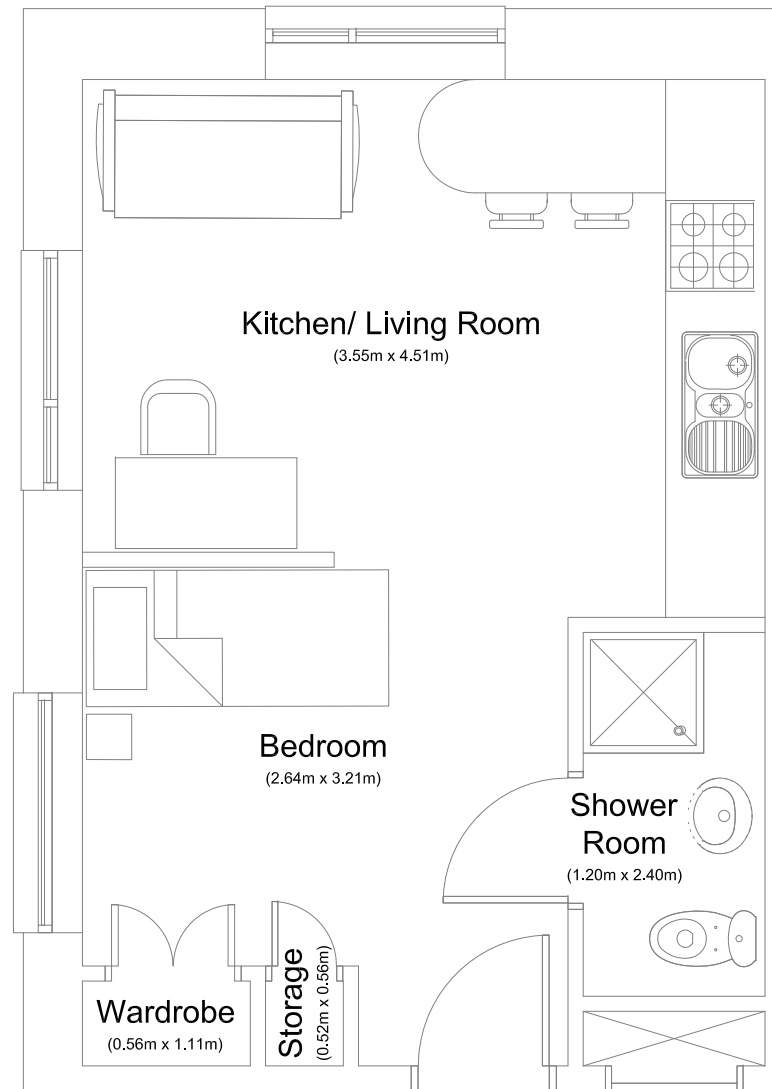 Kitchen/ Living Room
(3.55m x 4.51m)
Bedroom
(2.64m x 3.21m)
Shower
Room
(1.20m x 2.40m)
Wardrobe
(0.56m x 1.11m)
Storage
(0.52m x 0.56m)